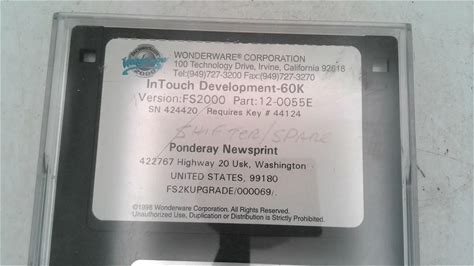 WONDERWARE® CORPORATION
100 Technology Drive, Irvine, California 92618
Tel:(949)727-3200 Fax:(949)727-3270
InTouch Development-60K
Version:FS2000 Part:12-0055E
SN 424420 Requires Key # 44124
SHIFTER/SPARE
Ponderay Newsprint
422767 Highway 20 Usk, Washington
UNITED STATES, 99180
FS2KUPGRADE/000069/.
©1998 Wonderware Corporation. All Rights Reserved.
Unauthorized Use, Duplication or Distribution is Strictly Prohibited.